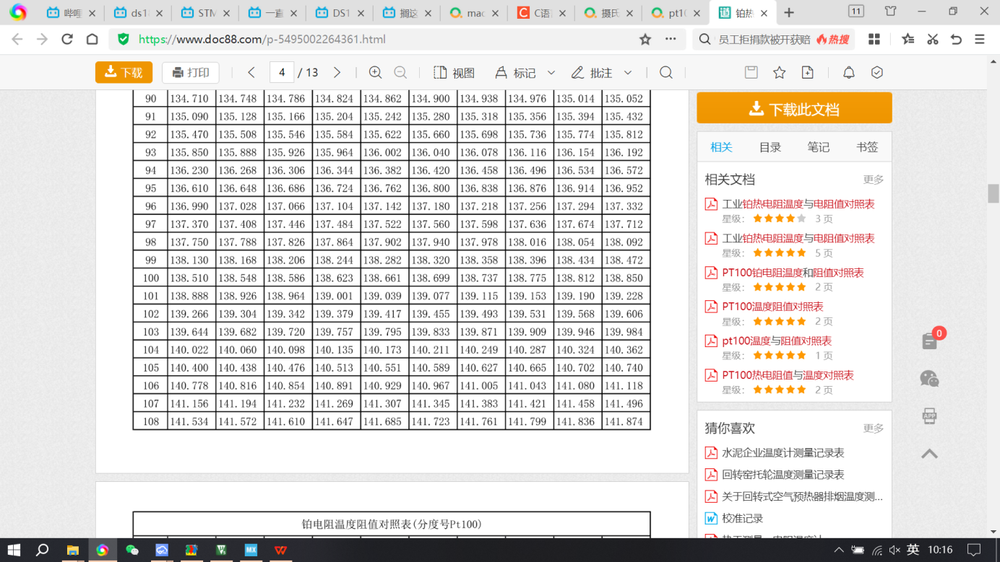 哔哩
ds1
STM
一直
DS1
搁这
mac
C语
摄氏
pt10
铂热
11
https://www.doc88.com/p-5495002264361.html
员工拒捐款被开获赔 热搜
下载 打印 4 / 13 视图 标记 批注
90 134.710 134.748 134.786 134.824 134.862 134.900 134.938 134.976 135.014 135.052
91 135.090 135.128 135.166 135.204 135.242 135.280 135.318 135.356 135.394 135.432
92 135.470 135.508 135.546 135.584 135.622 135.660 135.698 135.736 135.774 135.812
93 135.850 135.888 135.926 135.964 136.002 136.040 136.078 136.116 136.154 136.192
94 136.230 136.268 136.306 136.344 136.382 136.420 136.458 136.496 136.534 136.572
95 136.610 136.648 136.686 136.724 136.762 136.800 136.838 136.876 136.914 136.952
96 136.990 137.028 137.066 137.104 137.142 137.180 137.218 137.256 137.294 137.332
97 137.370 137.408 137.446 137.484 137.522 137.560 137.598 137.636 137.674 137.712
98 137.750 137.788 137.826 137.864 137.902 137.940 137.978 138.016 138.054 138.092
99 138.130 138.168 138.206 138.244 138.282 138.320 138.358 138.396 138.434 138.472
100 138.510 138.548 138.586 138.623 138.661 138.699 138.737 138.775 138.812 138.850
101 138.888 138.926 138.964 139.001 139.039 139.077 139.115 139.153 139.190 139.228
102 139.266 139.304 139.342 139.379 139.417 139.455 139.493 139.531 139.568 139.606
103 139.644 139.682 139.720 139.757 139.795 139.833 139.871 139.909 139.946 139.984
104 140.022 140.060 140.098 140.135 140.173 140.211 140.249 140.287 140.324 140.362
105 140.400 140.438 140.476 140.513 140.551 140.589 140.627 140.665 140.702 140.740
106 140.778 140.816 140.854 140.891 140.929 140.967 141.005 141.043 141.080 141.118
107 141.156 141.194 141.232 141.269 141.307 141.345 141.383 141.421 141.458 141.496
108 141.534 141.572 141.610 141.647 141.685 141.723 141.761 141.799 141.836 141.874
铂电阻温度阻值对照表(分度号Pt100)
下载此文档
相关 目录 笔记 书签
相关文档 更多
工业铂热电阻温度与电阻值对照表
星级: 3 页
工业铂热电阻温度与电阻值对照表
星级: 5 页
PT100铂电阻温度和阻值对照表
星级: 2 页
PT100温度阻值对照表
星级: 2 页
pt100温度与阻值对照表
星级: 1 页
PT100热电阻值与温度对照表
星级: 2 页
猜你喜欢 更多
水泥企业温度计测量记录表
回转窑托轮温度测量记录表
关于回转式空气预热器排烟温度测...
校准记录
0
APP
MX
英 10:16